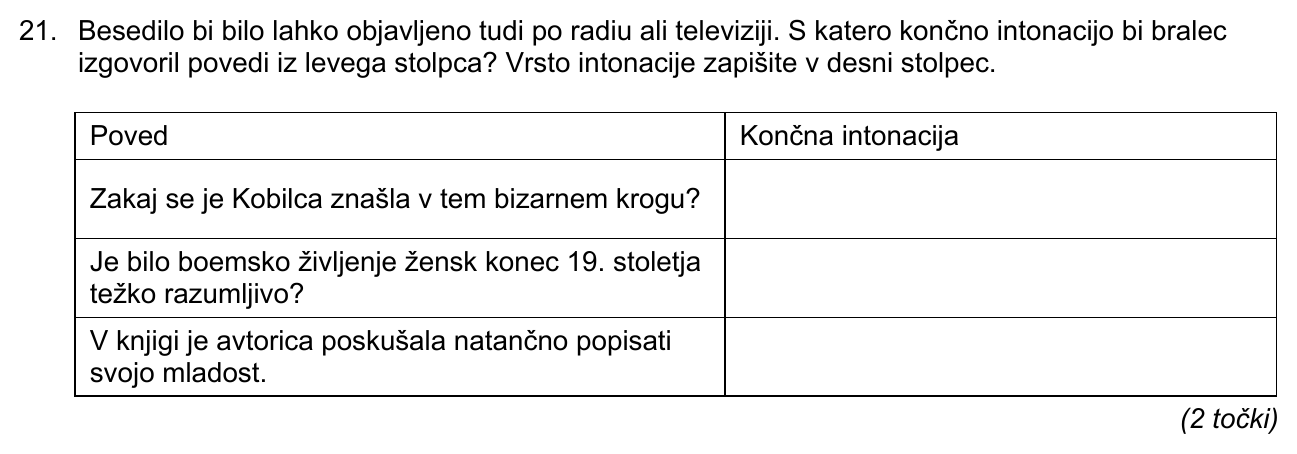 21. Besedilo bi bilo lahko objavljeno tudi po radiu ali televiziji. S katero končno intonacijo bi bralec
izgovoril povedi iz levega stolpca? Vrsto intonacije zapišite v desni stolpec.
Poved Končna intonacija
Zakaj se je Kobilca znašla v tem bizarnem krogu?
Je bilo boemsko življenje žensk konec 19. stoletja
težko razumljivo?
V knjigi je avtorica poskušala natančno popisati
svojo mladost.
(2 točki)